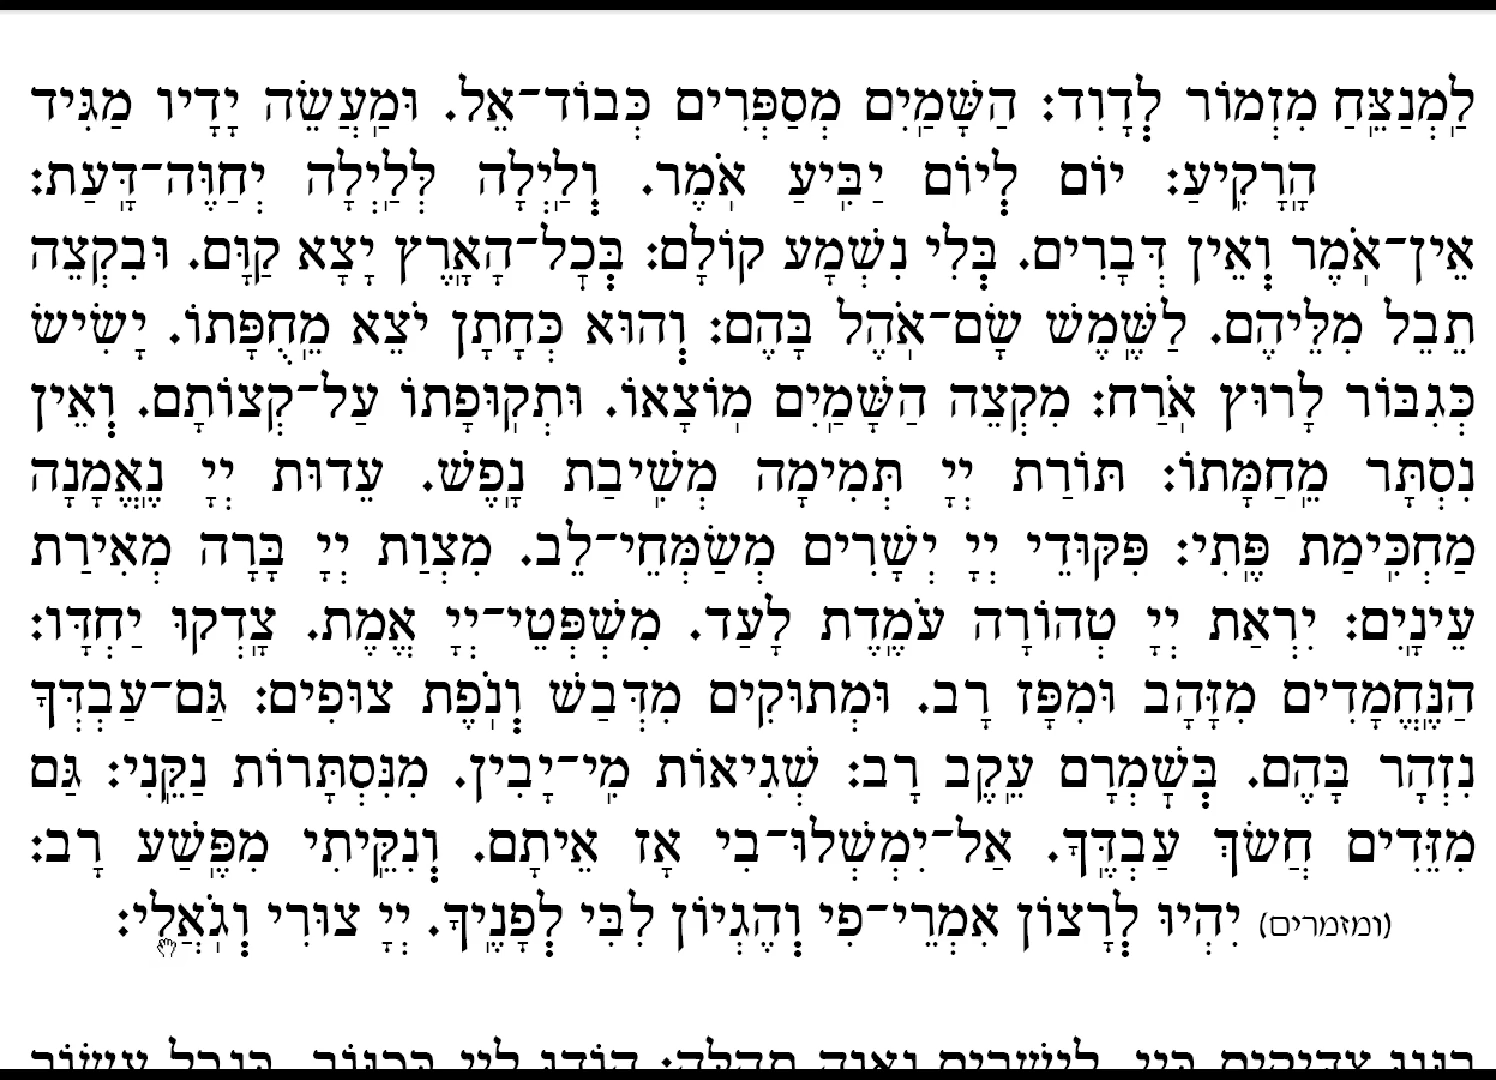 לַמְנַצֵּחַ מִזְמוֹר לְדָוִד: הַשָּׁמַיִם מְסַפְּרִים כְּבוֹד־אֵל. וּמַעֲשֵׂה יָדָיו מַגִּיד
הָרָקִיעַ: יוֹם לְיוֹם יַבִּיעַ אֹמֶר. וְלַיְלָה לְּלַיְלָה יְחַוֶּה־דָּעַת:
אֵין־אֹמֶר וְאֵין דְּבָרִים. בְּלִי נִשְׁמָע קוֹלָם: בְּכָל־הָאָרֶץ יָצָא קַוָּם. וּבִקְצֵה
תֵבֵל מִלֵּיהֶם. לַשֶּׁמֶשׁ שָׂם־אֹהֶל בָּהֶם: וְהוּא כְּחָתָן יֹצֵא מֵחֻפָּתוֹ. יָשִׂישׂ
כְּגִבּוֹר לָרוּץ אֹרַח: מִקְצֵה הַשָּׁמַיִם מוֹצָאוֹ. וּתְקוּפָתוֹ עַל־קְצוֹתָם. וְאֵין
נִסְתָּר מֵחַמָּתוֹ: תּוֹרַת יְיָ תְּמִימָה מְשִׁיבַת נָפֶשׁ. עֵדוּת יְיָ נֶאֱמָנָה
מַחְכִּימַת פֶּתִי: פִּקּוּדֵי יְיָ יְשָׁרִים מְשַׂמְּחֵי־לֵב. מִצְוַת יְיָ בָּרָה מְאִירַת
עֵינָיִם: יִרְאַת יְיָ טְהוֹרָה עֹמֶדֶת לָעַד. מִשְׁפְּטֵי־יְיָ אֱמֶת. צָדְקוּ יַחְדָּו:
הַנֶּחֱמָדִים מִזָּהָב וּמִפָּז רָב. וּמְתוּקִים מִדְּבַשׁ וְנֹפֶת צוּפִים: גַּם־עַבְדְּךָ
נִזְהָר בָּהֶם. בְּשָׁמְרָם עֵקֶב רָב: שְׁגִיאוֹת מִי־יָבִין. מִנִּסְתָּרוֹת נַקֵּנִי: גַּם
מִזֵּדִים חֲשֹׂךְ עַבְדֶּךָ. אַל־יִמְשְׁלוּ־בִי אָז אֵיתָם. וְנִקֵּיתִי מִפֶּשַׁע רָב:
(ומזמרים) יִהְיוּ לְרָצוֹן אִמְרֵי־פִי וְהֶגְיוֹן לִבִּי לְפָנֶיךָ. יְיָ צוּרִי וְגֹאֲלִי: